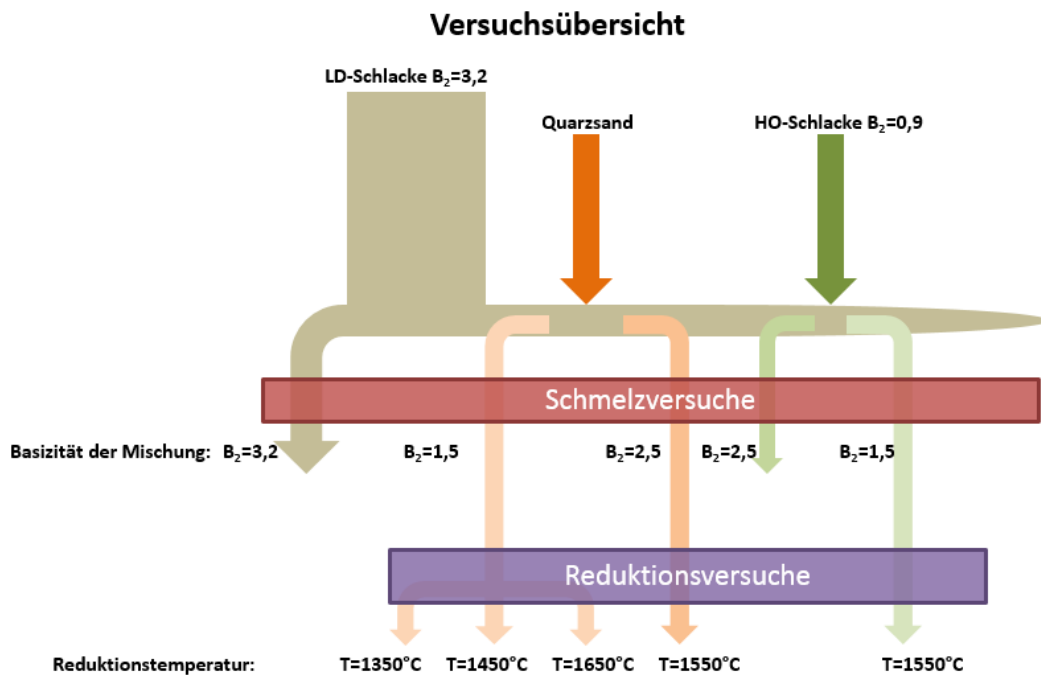 Versuchsübersicht
LD-Schlacke B₂=3,2
Quarzsand
HO-Schlacke B₂=0,9
Schmelzversuche
Basizität der Mischung: B₂=3,2 B₂=1,5 B₂=2,5 B₂=2,5 B₂=1,5
Reduktionsversuche
Reduktionstemperatur: T=1350°C T=1450°C T=1650°C T=1550°C T=1550°C